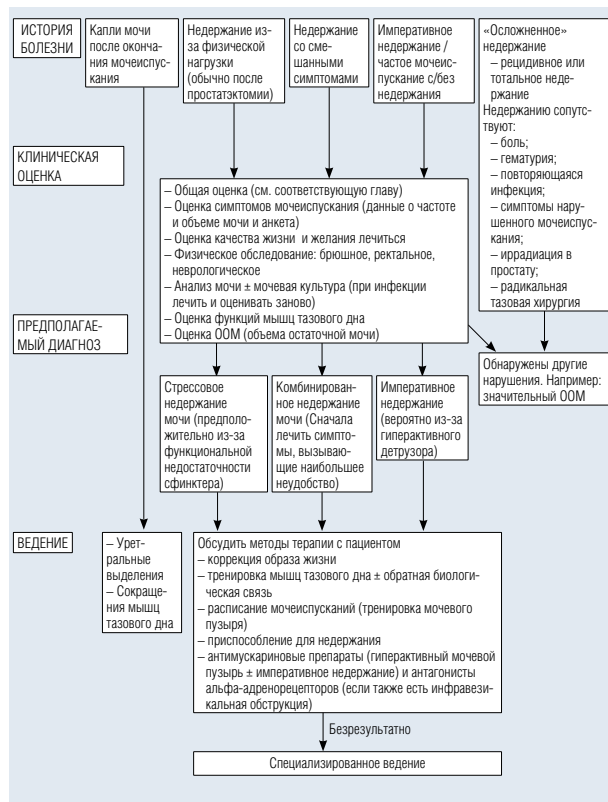 ИСТОРИЯ
БОЛЕЗНИ
Капли мочи
после оконча-
ния мочеиспус-
кания
Недержание из-
за физической
нагрузки
(обычно после
простатэктомии)
Недержание
со сме-
шанными
симптомами
Императивное
недержание /
частое мочеис-
пускание с/без
недержания
«Осложненное»
недержание
– рецидивное или
тотальное неде-
ржание
Недержанию сопутс-
твуют:
– боль;
– гематурия;
– повторяющаяся
инфекция;
– симптомы нару-
шенного мочеиспус-
кания;
– иррадиация в
простату;
– радикальная
тазовая хирургия
КЛИНИЧЕСКАЯ
ОЦЕНКА
– Общая оценка (см. соответствующую главу)
– Оценка симптомов мочеиспускания (данные о частоте
и объеме мочи и анкета)
– Оценка качества жизни и желания лечиться
– Физическое обследование: брюшное, ректальное,
неврологическое
– Анализ мочи ± мочевая культура (при инфекции
лечить и оценивать заново)
– Оценка функций мышц тазового дна
– Оценка ООМ (объема остаточной мочи)
ПРЕДПОЛАГАЕ-
МЫЙ ДИАГНОЗ
Стрессовое
недержание
мочи (предпо-
ложительно из-за
функциональной
недостаточности
сфинктера)
Комбинирован-
ное недержание
мочи (Сначала
лечить симпто-
мы, вызываю-
щие наибольшее
неудобство)
Императивное
недержание
(вероятно из-за
гиперактивного
детрузора)
Обнаружены другие
нарушения. Например:
значительный ООМ
ВЕДЕНИЕ
– Урет-
ральные
выделения
– Сокраще-
ния мышц
тазового дна
Обсудить методы терапии с пациентом
– коррекция образа жизни
– тренировка мышц тазового дна ± обратная биологи-
ческая связь
– расписание мочеиспусканий (тренировка мочевого
пузыря)
– приспособление для недержания
– антимускариновые препараты (гиперактивный мочевой
пузырь ± императивное недержание) и антагонисты
альфа-адренорецепторов (если также есть инфравези-
кальная обструкция)
Безрезультатно
Специализированное ведение